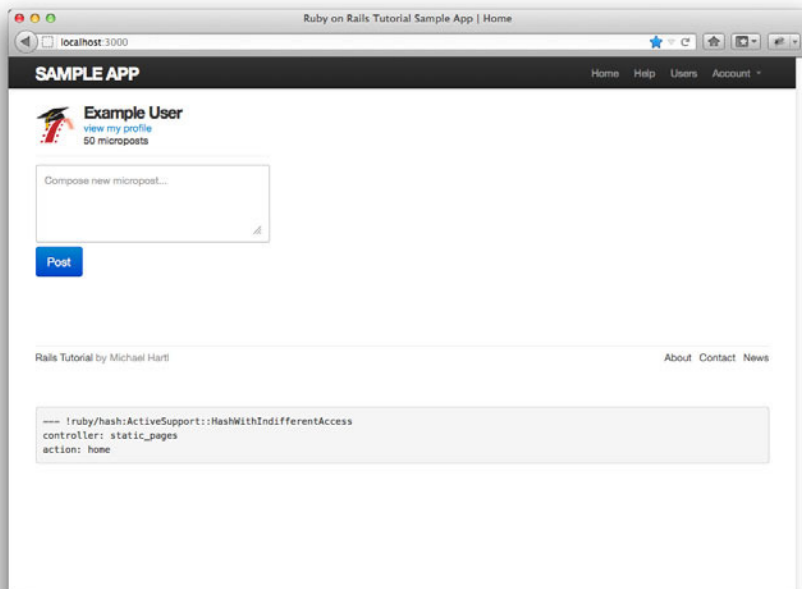 Ruby on Rails Tutorial Sample App | Home
localhost:3000
SAMPLE APP Home Help Users Account
Example User
view my profile
50 microposts
Compose new micropost...
Post
Rails Tutorial by Michael Hartl About Contact News
--- !ruby/hash:ActiveSupport::HashWithIndifferentAccess
controller: static_pages
action: home